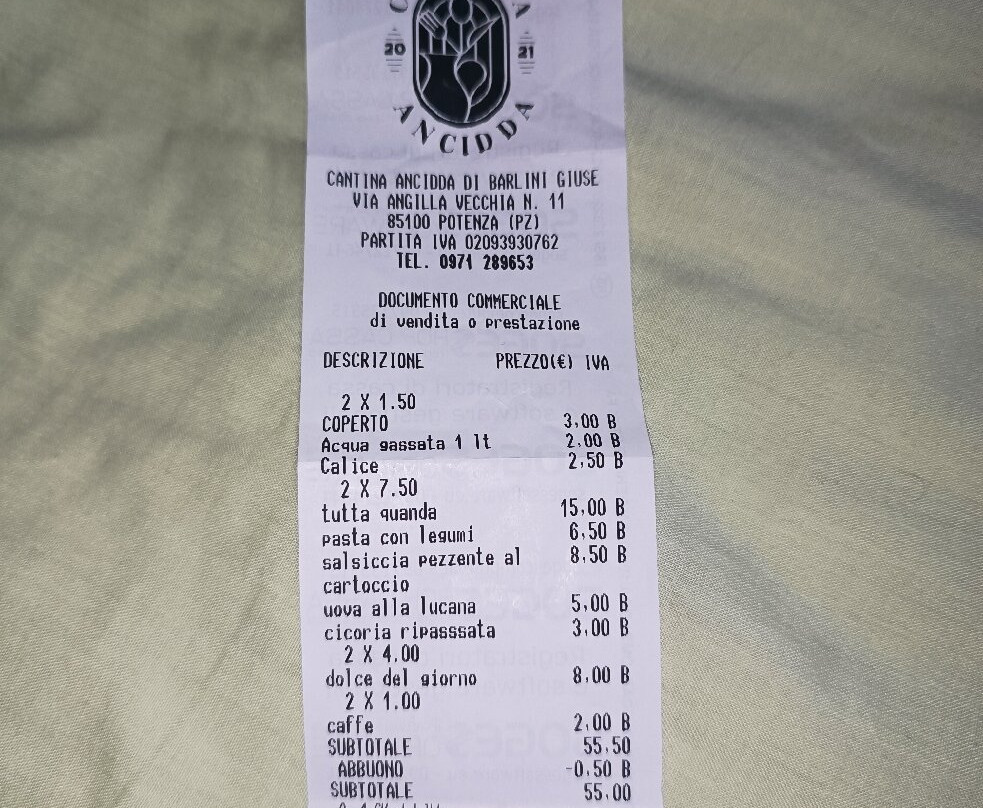 20 21
ANCIDDA
CANTINA ANCIDDA DI BARLINI GIUSE
VIA ANGILLA VECCHIA N. 11
85100 POTENZA (PZ)
PARTITA IVA 02093930762
TEL. 0971 289653
DOCUMENTO COMMERCIALE
di vendita o prestazione
DESCRIZIONE PREZZO(€) IVA
2 X 1.50
COPERTO 3,00 B
Acqua gassata 1 lt 2,00 B
Calice 2,50 B
2 X 7.50
tutta quanda 15,00 B
pasta con legumi 6,50 B
salsiccia pezzente al 8,50 B
cartoccio
uova alla lucana 5,00 B
cicoria ripasssata 3,00 B
2 X 4.00
dolce del giorno 8,00 B
2 X 1.00
caffe 2,00 B
SUBTOTALE 55,50
ABBUONO -0,50 B
SUBTOTALE 55,00